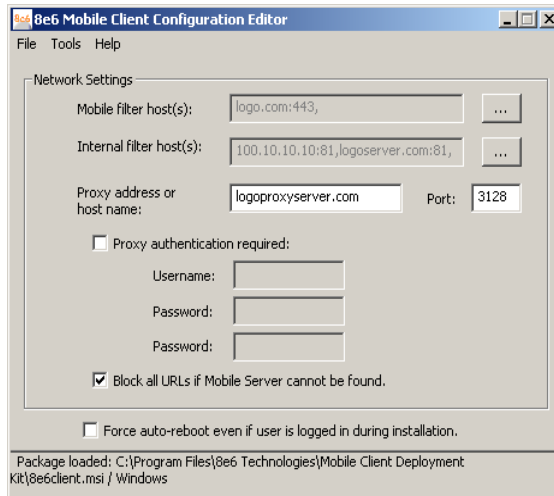 8e6 8e6 Mobile Client Configuration Editor
File Tools Help
Network Settings
Mobile filter host(s): logo.com:443, ...
Internal filter host(s): 100.10.10.10:81,logoserver.com:81, ...
Proxy address or
host name: logoproxyserver.com Port: 3128
Proxy authentication required:
Username:
Password:
Password:
Block all URLs if Mobile Server cannot be found.
Force auto-reboot even if user is logged in during installation.
Package loaded: C:\Program Files\8e6 Technologies\Mobile Client Deployment
Kit\8e6client.msi / Windows